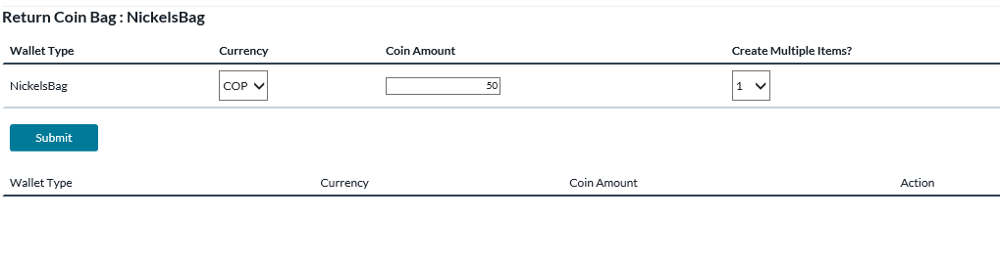 Return Coin Bag : NickelsBag
Wallet Type Currency Coin Amount Create Multiple Items?
NickelsBag COP 50 1
Submit
Wallet Type Currency Coin Amount Action